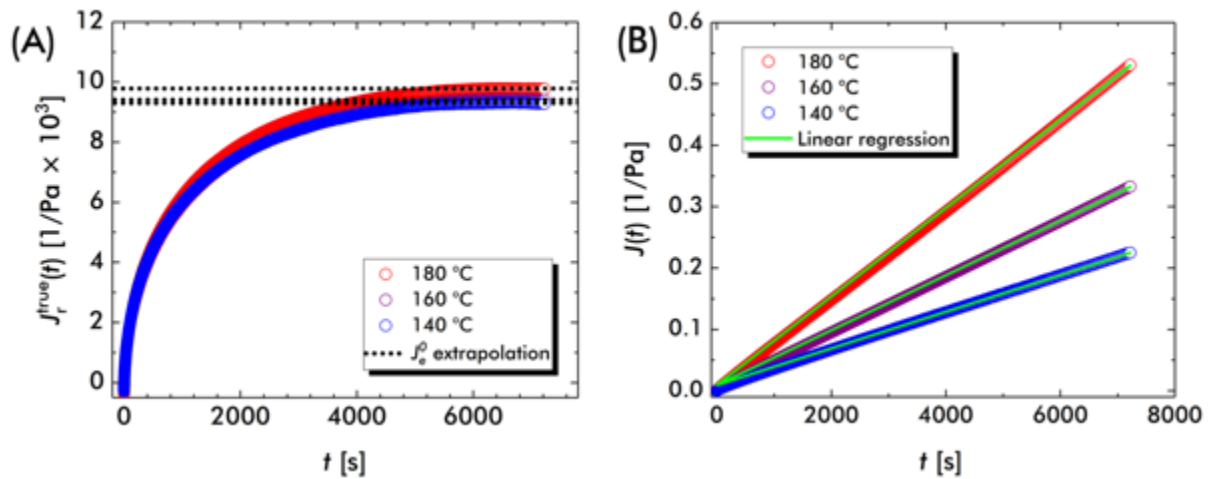 (A)
12
10
8
6
4
2
0
J_r^true(t) [1/Pa × 10³]
180 °C
160 °C
140 °C
J_e^0 extrapolation
0 2000 4000 6000
t [s]
(B)
0.6
0.5
0.4
0.3
0.2
0.1
0.0
J(t) [1/Pa]
180 °C
160 °C
140 °C
Linear regression
0 2000 4000 6000 8000
t [s]